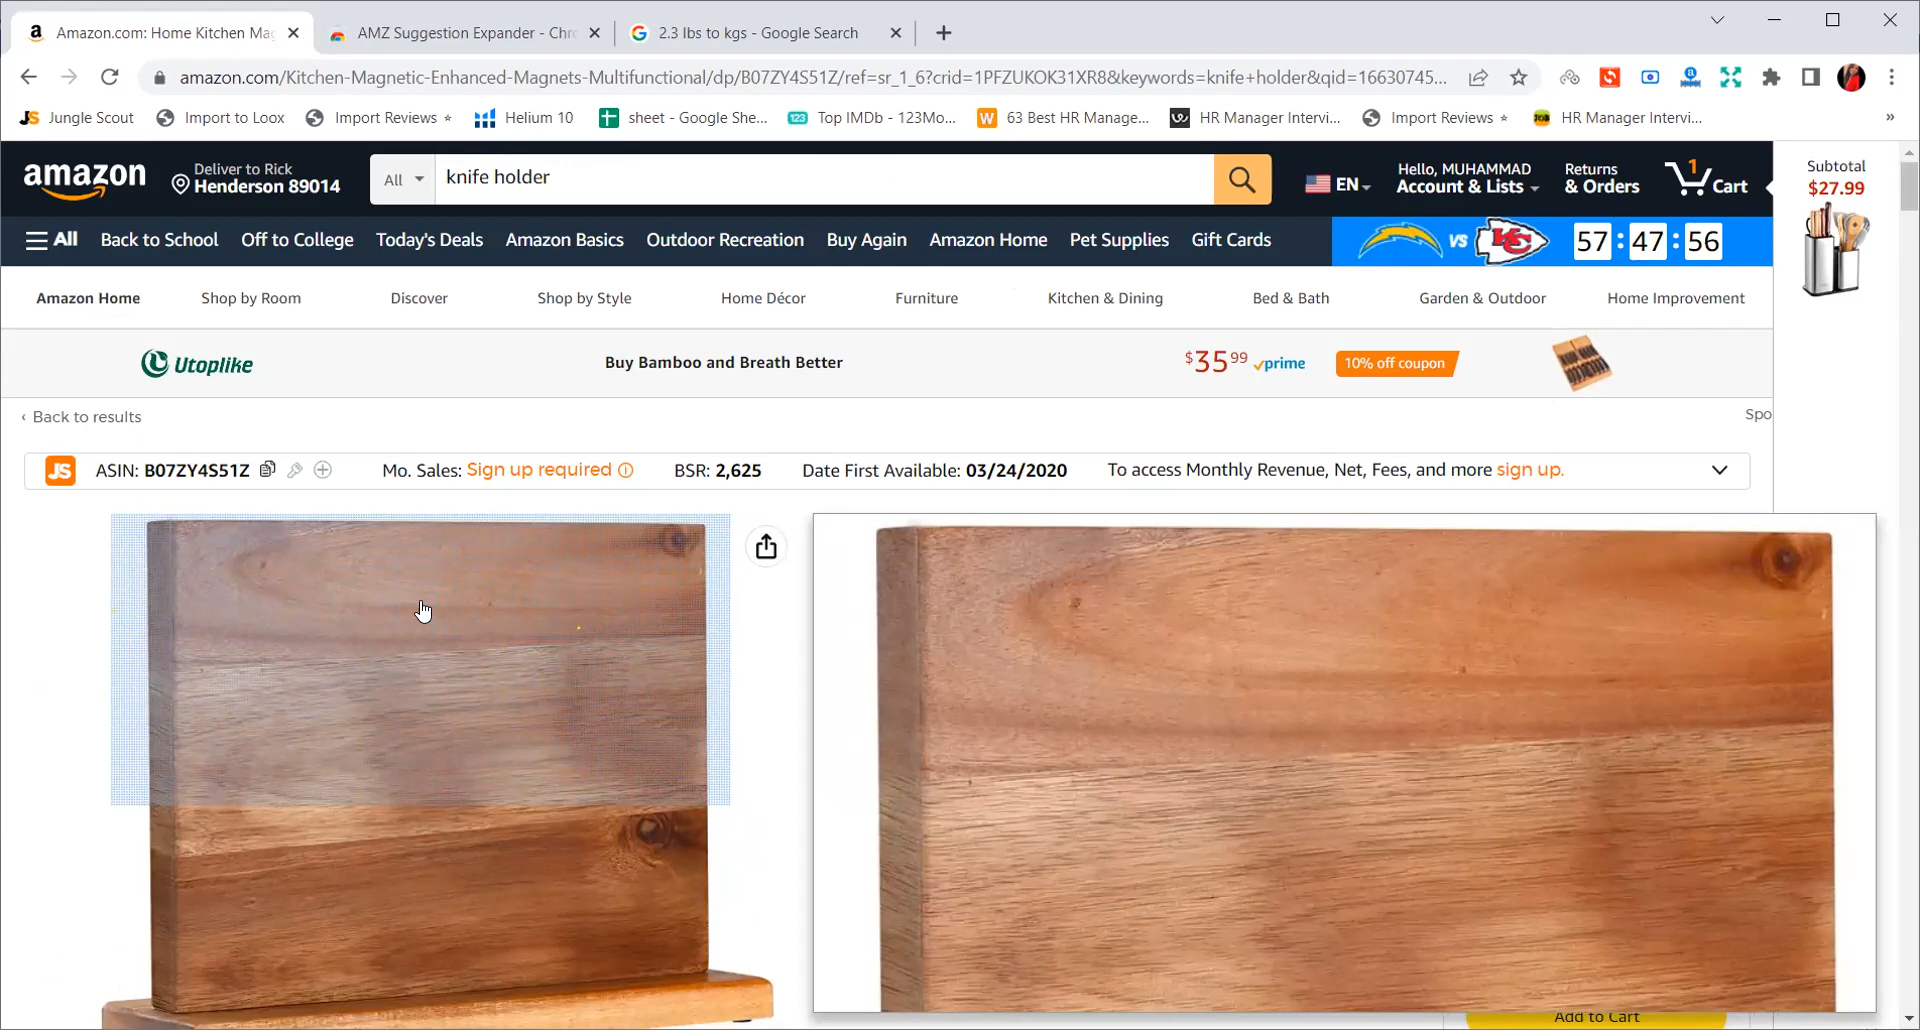 Amazon.com: Home Kitchen Mag
AMZ Suggestion Expander - Chro
2.3 lbs to kgs - Google Search
amazon.com/Kitchen-Magnetic-Enhanced-Magnets-Multifunctional/dp/B07ZY4S51Z/ref=sr_1_6?crid=1PFZUKOK31XR8&keywords=knife+holder&qid=16630745...
Jungle Scout
Import to Loox
Import Reviews ⋆
Helium 10
sheet - Google She...
Top IMDb - 123Mo...
63 Best HR Manage...
HR Manager Intervi...
Import Reviews ⋆
HR Manager Intervi...
»
amazon
Deliver to Rick
Henderson 89014
All
knife holder
EN
Hello, MUHAMMAD
Account & Lists
Returns
& Orders
1
Cart
Subtotal
$27.99
All
Back to School
Off to College
Today's Deals
Amazon Basics
Outdoor Recreation
Buy Again
Amazon Home
Pet Supplies
Gift Cards
VS
KC
57 : 47 : 56
Amazon Home
Shop by Room
Discover
Shop by Style
Home Décor
Furniture
Kitchen & Dining
Bed & Bath
Garden & Outdoor
Home Improvement
Utoplike
Buy Bamboo and Breath Better
$35 99 prime
10% off coupon
‹ Back to results
Spo
JS
ASIN: B07ZY4S51Z
Mo. Sales: Sign up required
BSR: 2,625
Date First Available: 03/24/2020
To access Monthly Revenue, Net, Fees, and more sign up.
Add to Cart